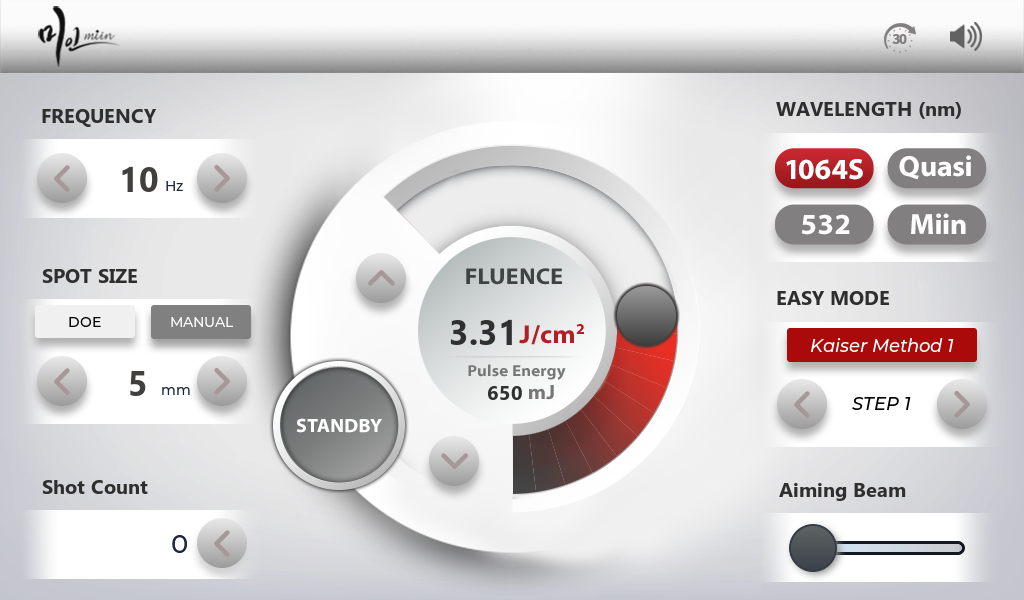 미인 miin
30
FREQUENCY
10 Hz
SPOT SIZE
DOE
MANUAL
5 mm
Shot Count
0
FLUENCE
3.31 J/cm²
Pulse Energy
650 mJ
STANDBY
WAVELENGTH (nm)
1064S
Quasi
532
Miin
EASY MODE
Kaiser Method 1
STEP 1
Aiming Beam